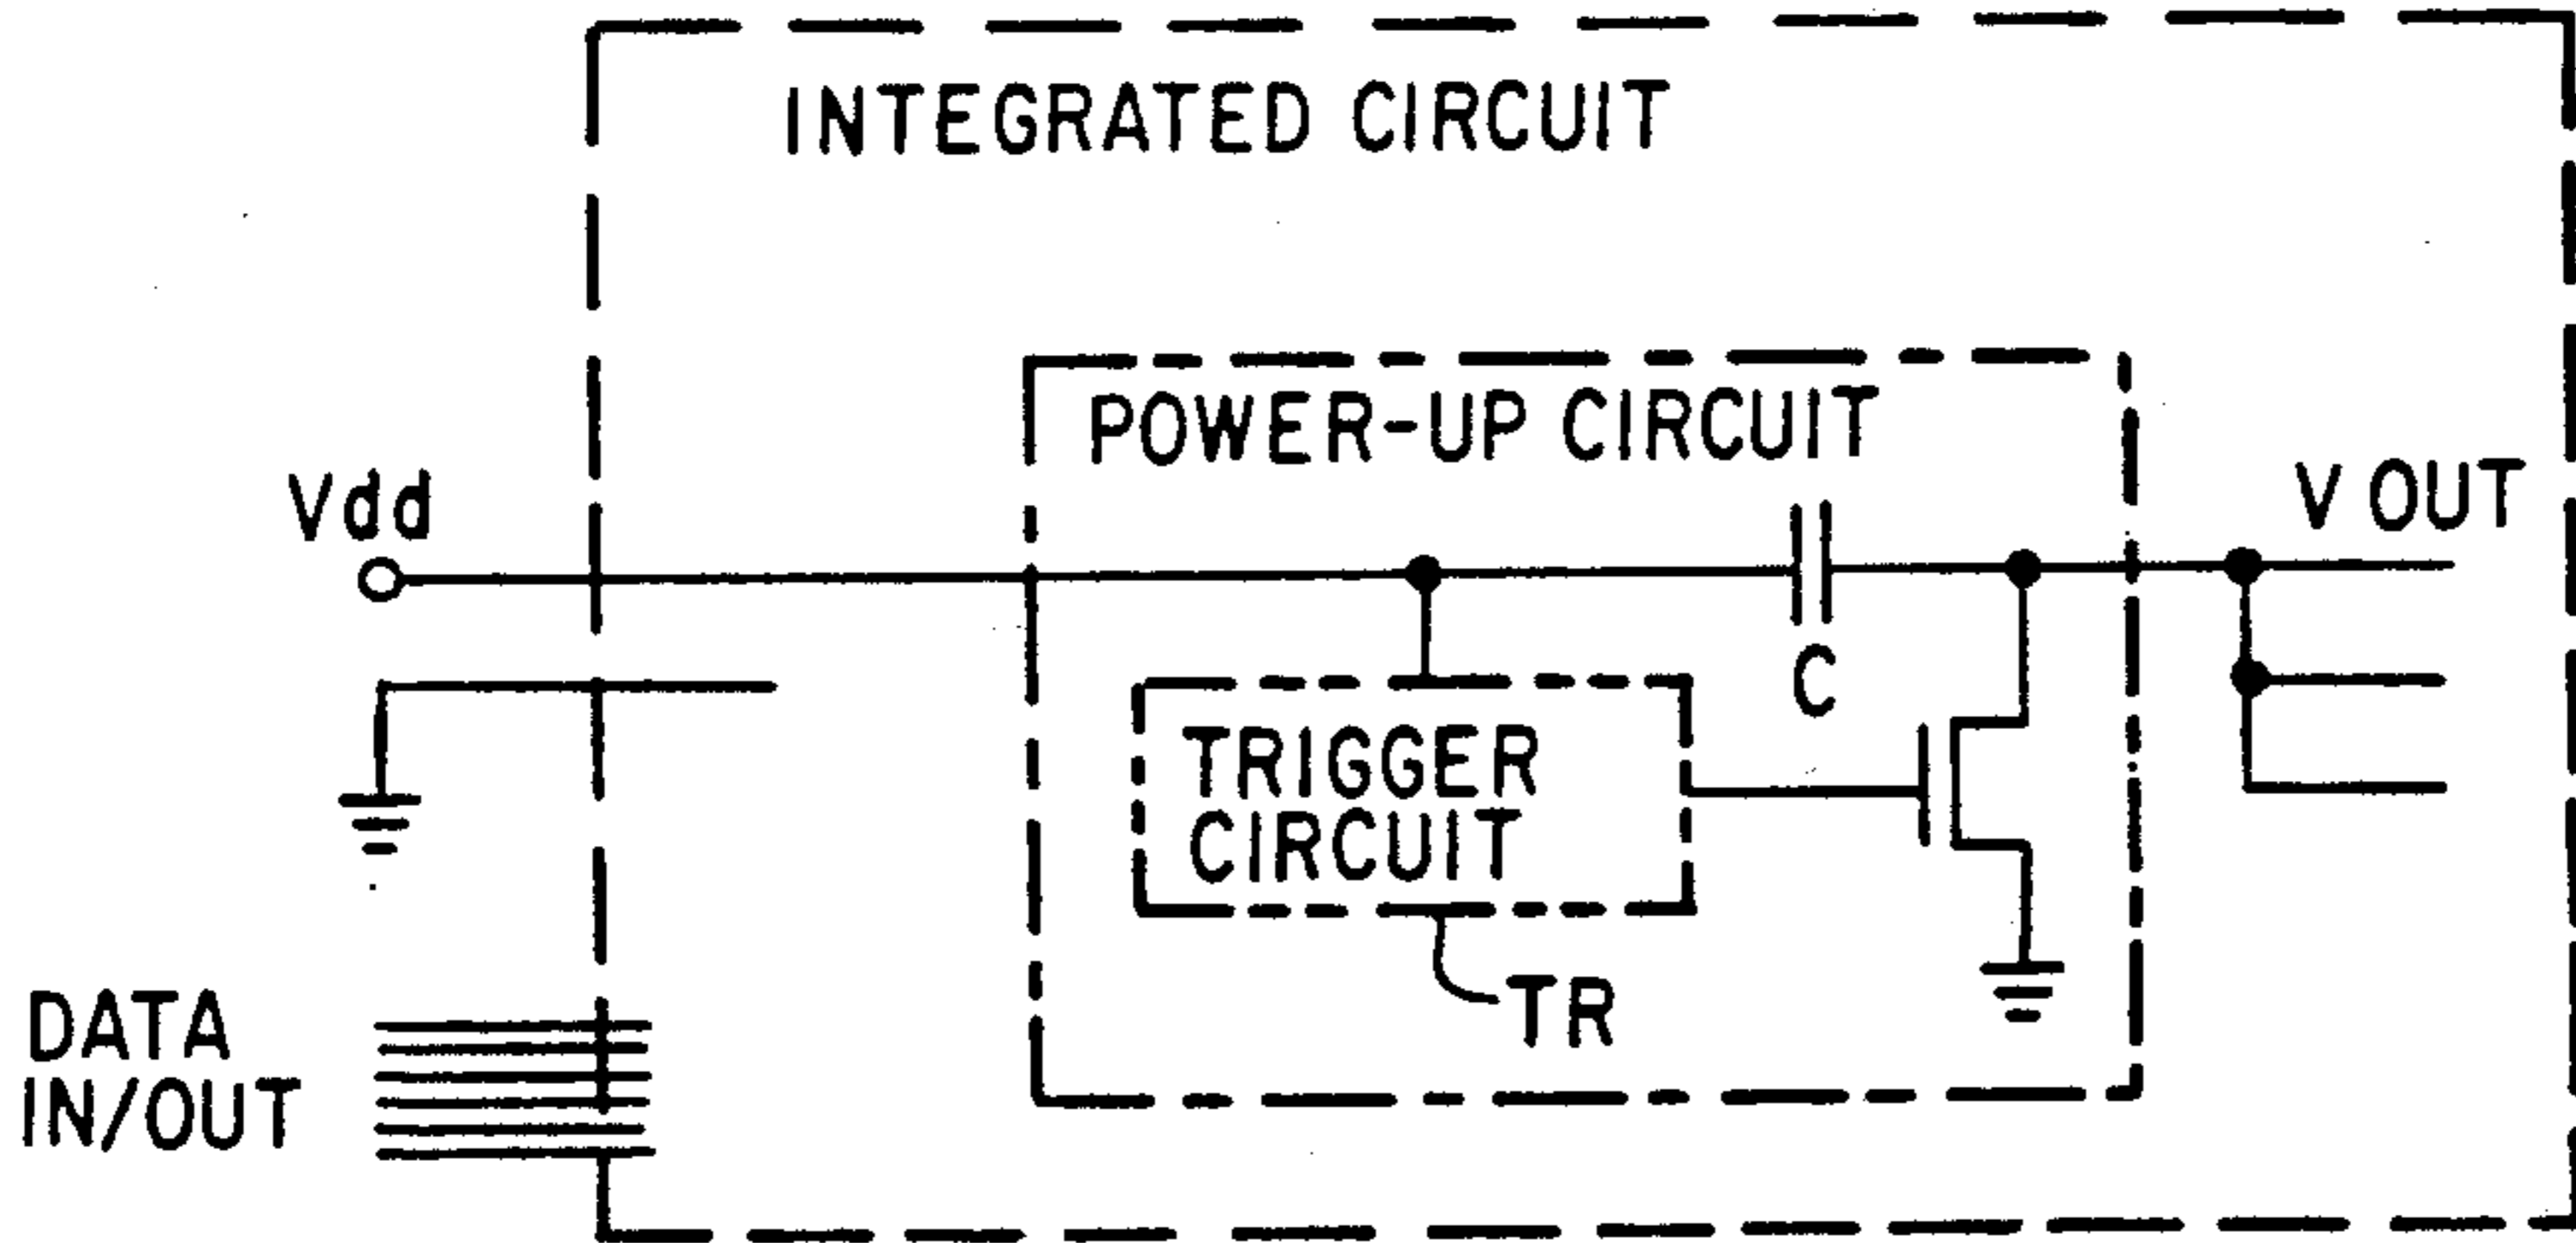 INTEGRATED CIRCUIT
POWER-UP CIRCUIT
Vdd
V OUT
C
TRIGGER
CIRCUIT
TR
DATA
IN/OUT